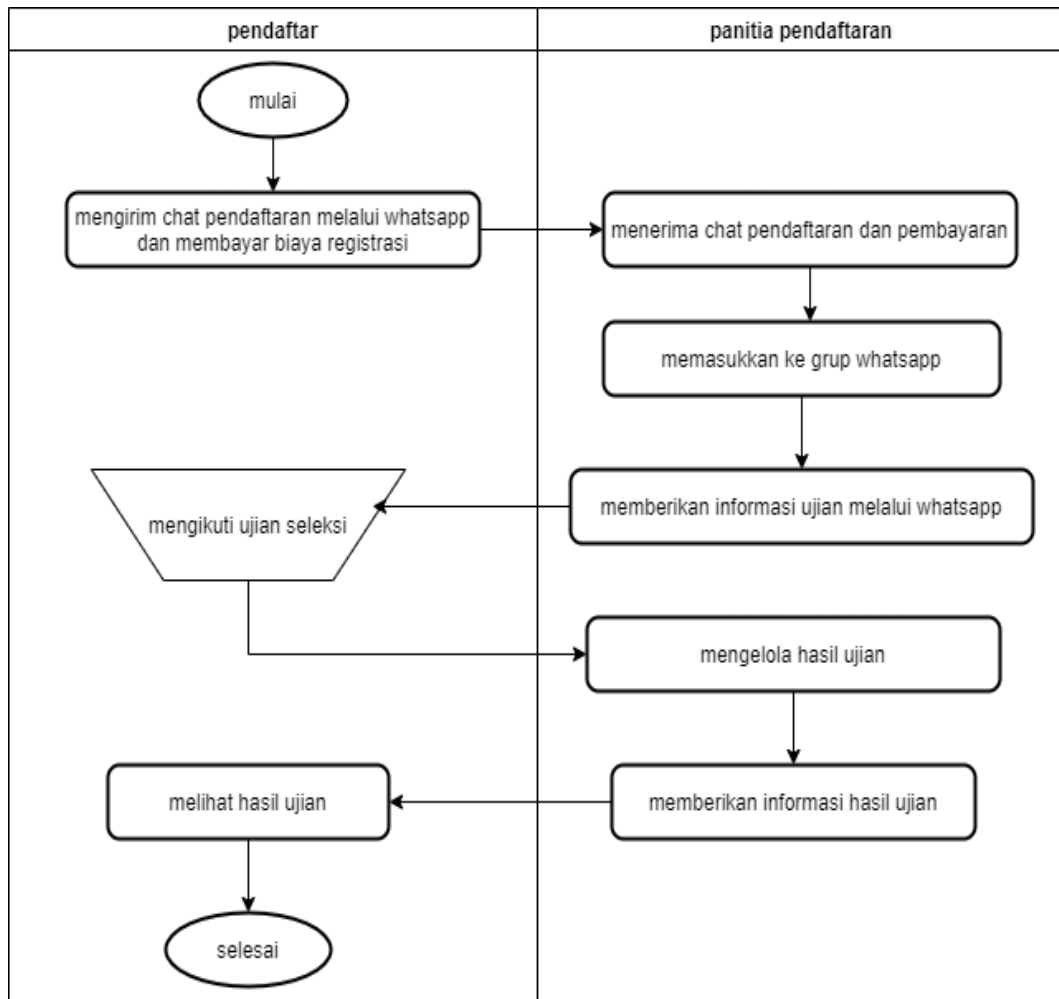 pendaftar
panitia pendaftaran
mulai
mengirim chat pendaftaran melalui whatsapp
dan membayar biaya registrasi
menerima chat pendaftaran dan pembayaran
memasukkan ke grup whatsapp
memberikan informasi ujian melalui whatsapp
mengikuti ujian seleksi
mengelola hasil ujian
memberikan informasi hasil ujian
melihat hasil ujian
selesai